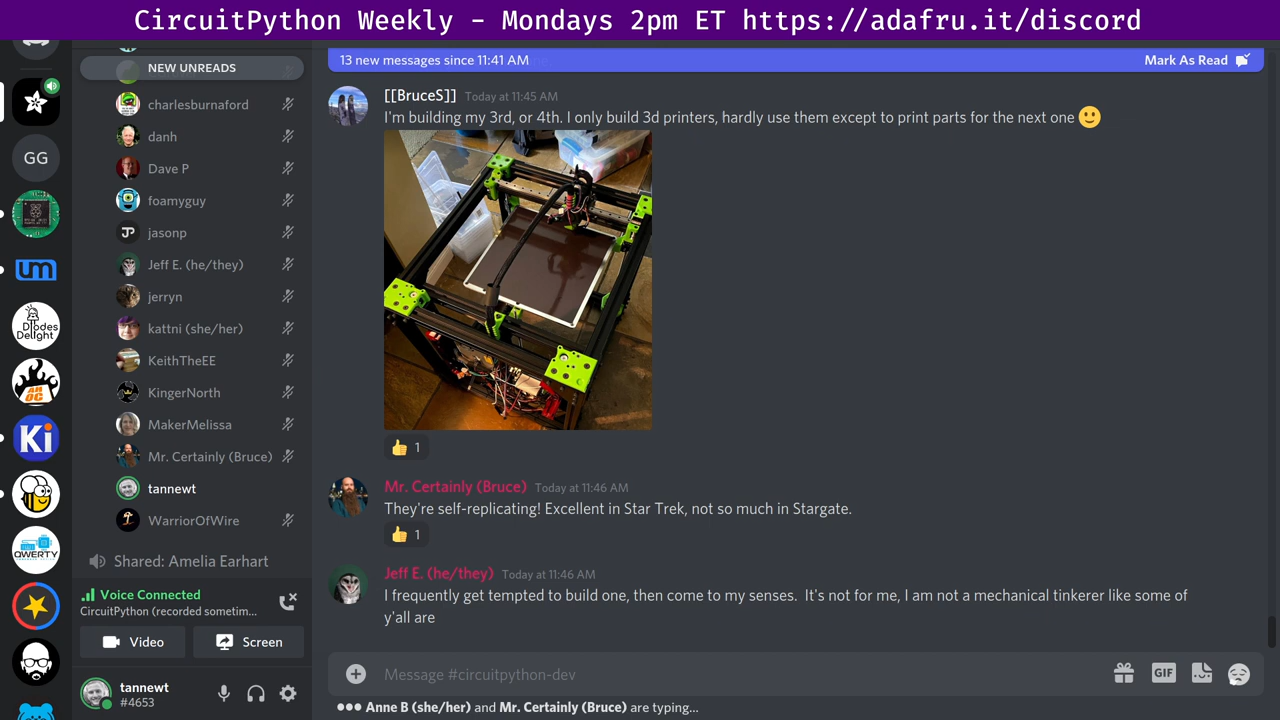 CircuitPython Weekly - Mondays 2pm ET https://adafru.it/discord
NEW UNREADS
charlesburnaford
danh
Dave P
foamyguy
jasonp
Jeff E. (he/they)
jerryn
kattni (she/her)
KeithTheEE
KingerNorth
MakerMelissa
Mr. Certainly (Bruce)
tannewt
WarriorOfWire
Shared: Amelia Earhart
Voice Connected
CircuitPython (recorded sometim...
Video
Screen
tannewt
#4653
GG
JP
um
Diodes
Delight
AHOC
Ki
QWERTY
13 new messages since 11:41 AM
Mark As Read
[[BruceS]] Today at 11:45 AM
I'm building my 3rd, or 4th. I only build 3d printers, hardly use them except to print parts for the next one 🙂
👍 1
Mr. Certainly (Bruce) Today at 11:46 AM
They're self-replicating! Excellent in Star Trek, not so much in Stargate.
👍 1
Jeff E. (he/they) Today at 11:46 AM
I frequently get tempted to build one, then come to my senses. It's not for me, I am not a mechanical tinkerer like some of
y'all are
Message #circuitpython-dev
GIF
Anne B (she/her) and Mr. Certainly (Bruce) are typing...